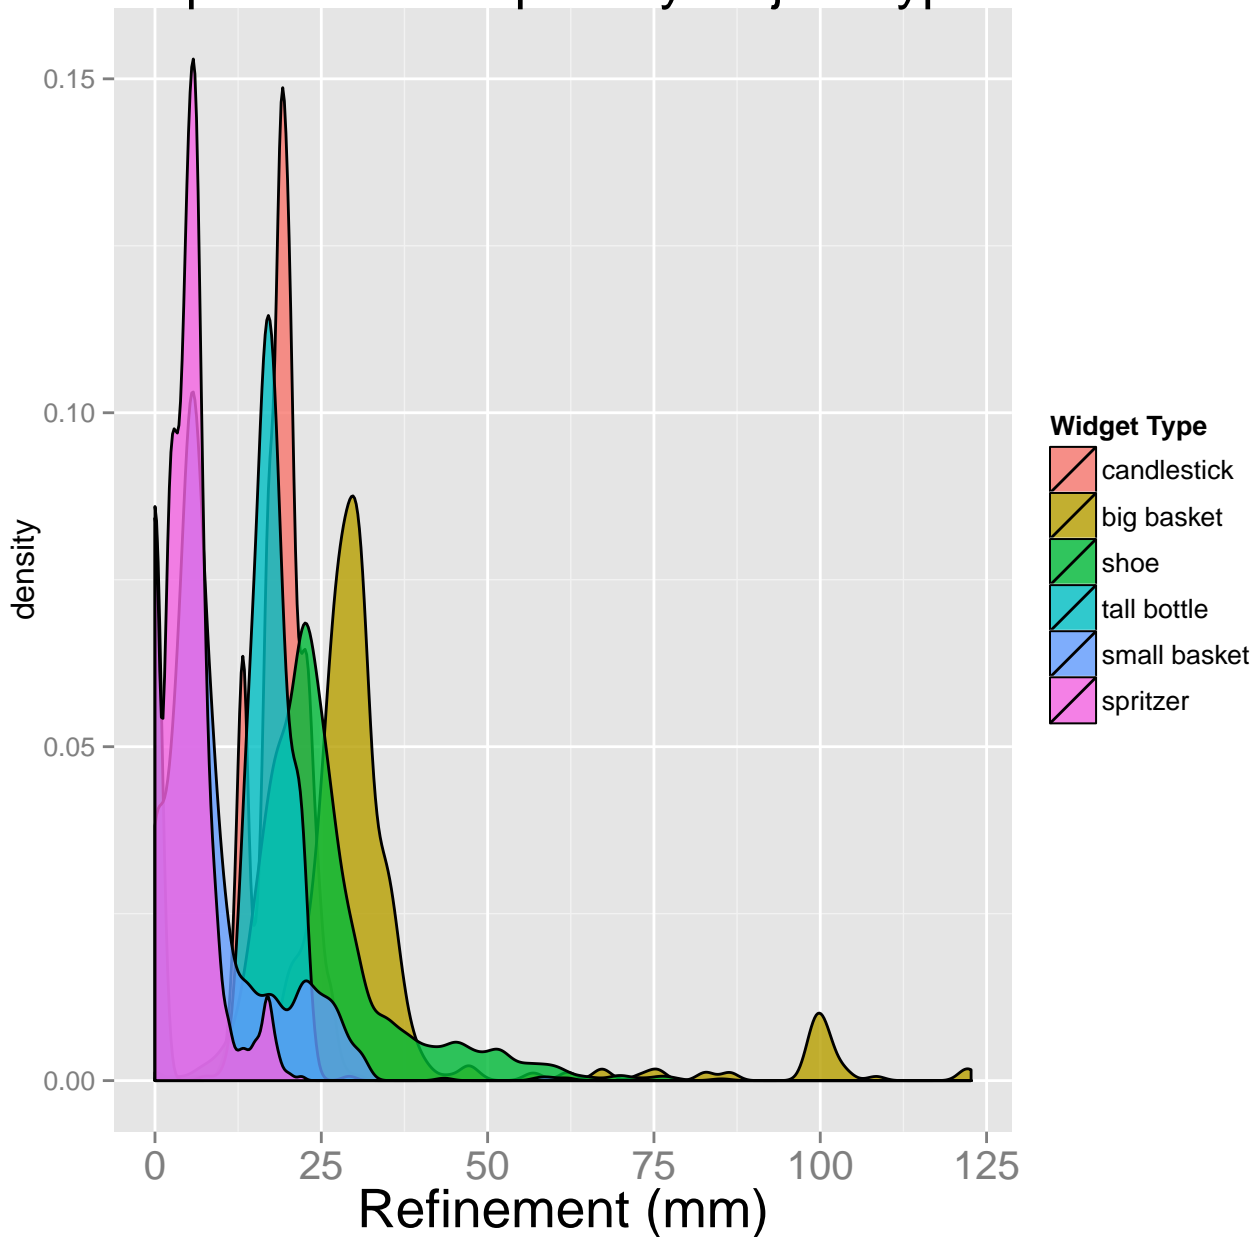 0.15
0.10
0.05
0.00
density
0
25
50
75
100
125
Refinement (mm)
Widget Type
candlestick
big basket
shoe
tall bottle
small basket
spritzer